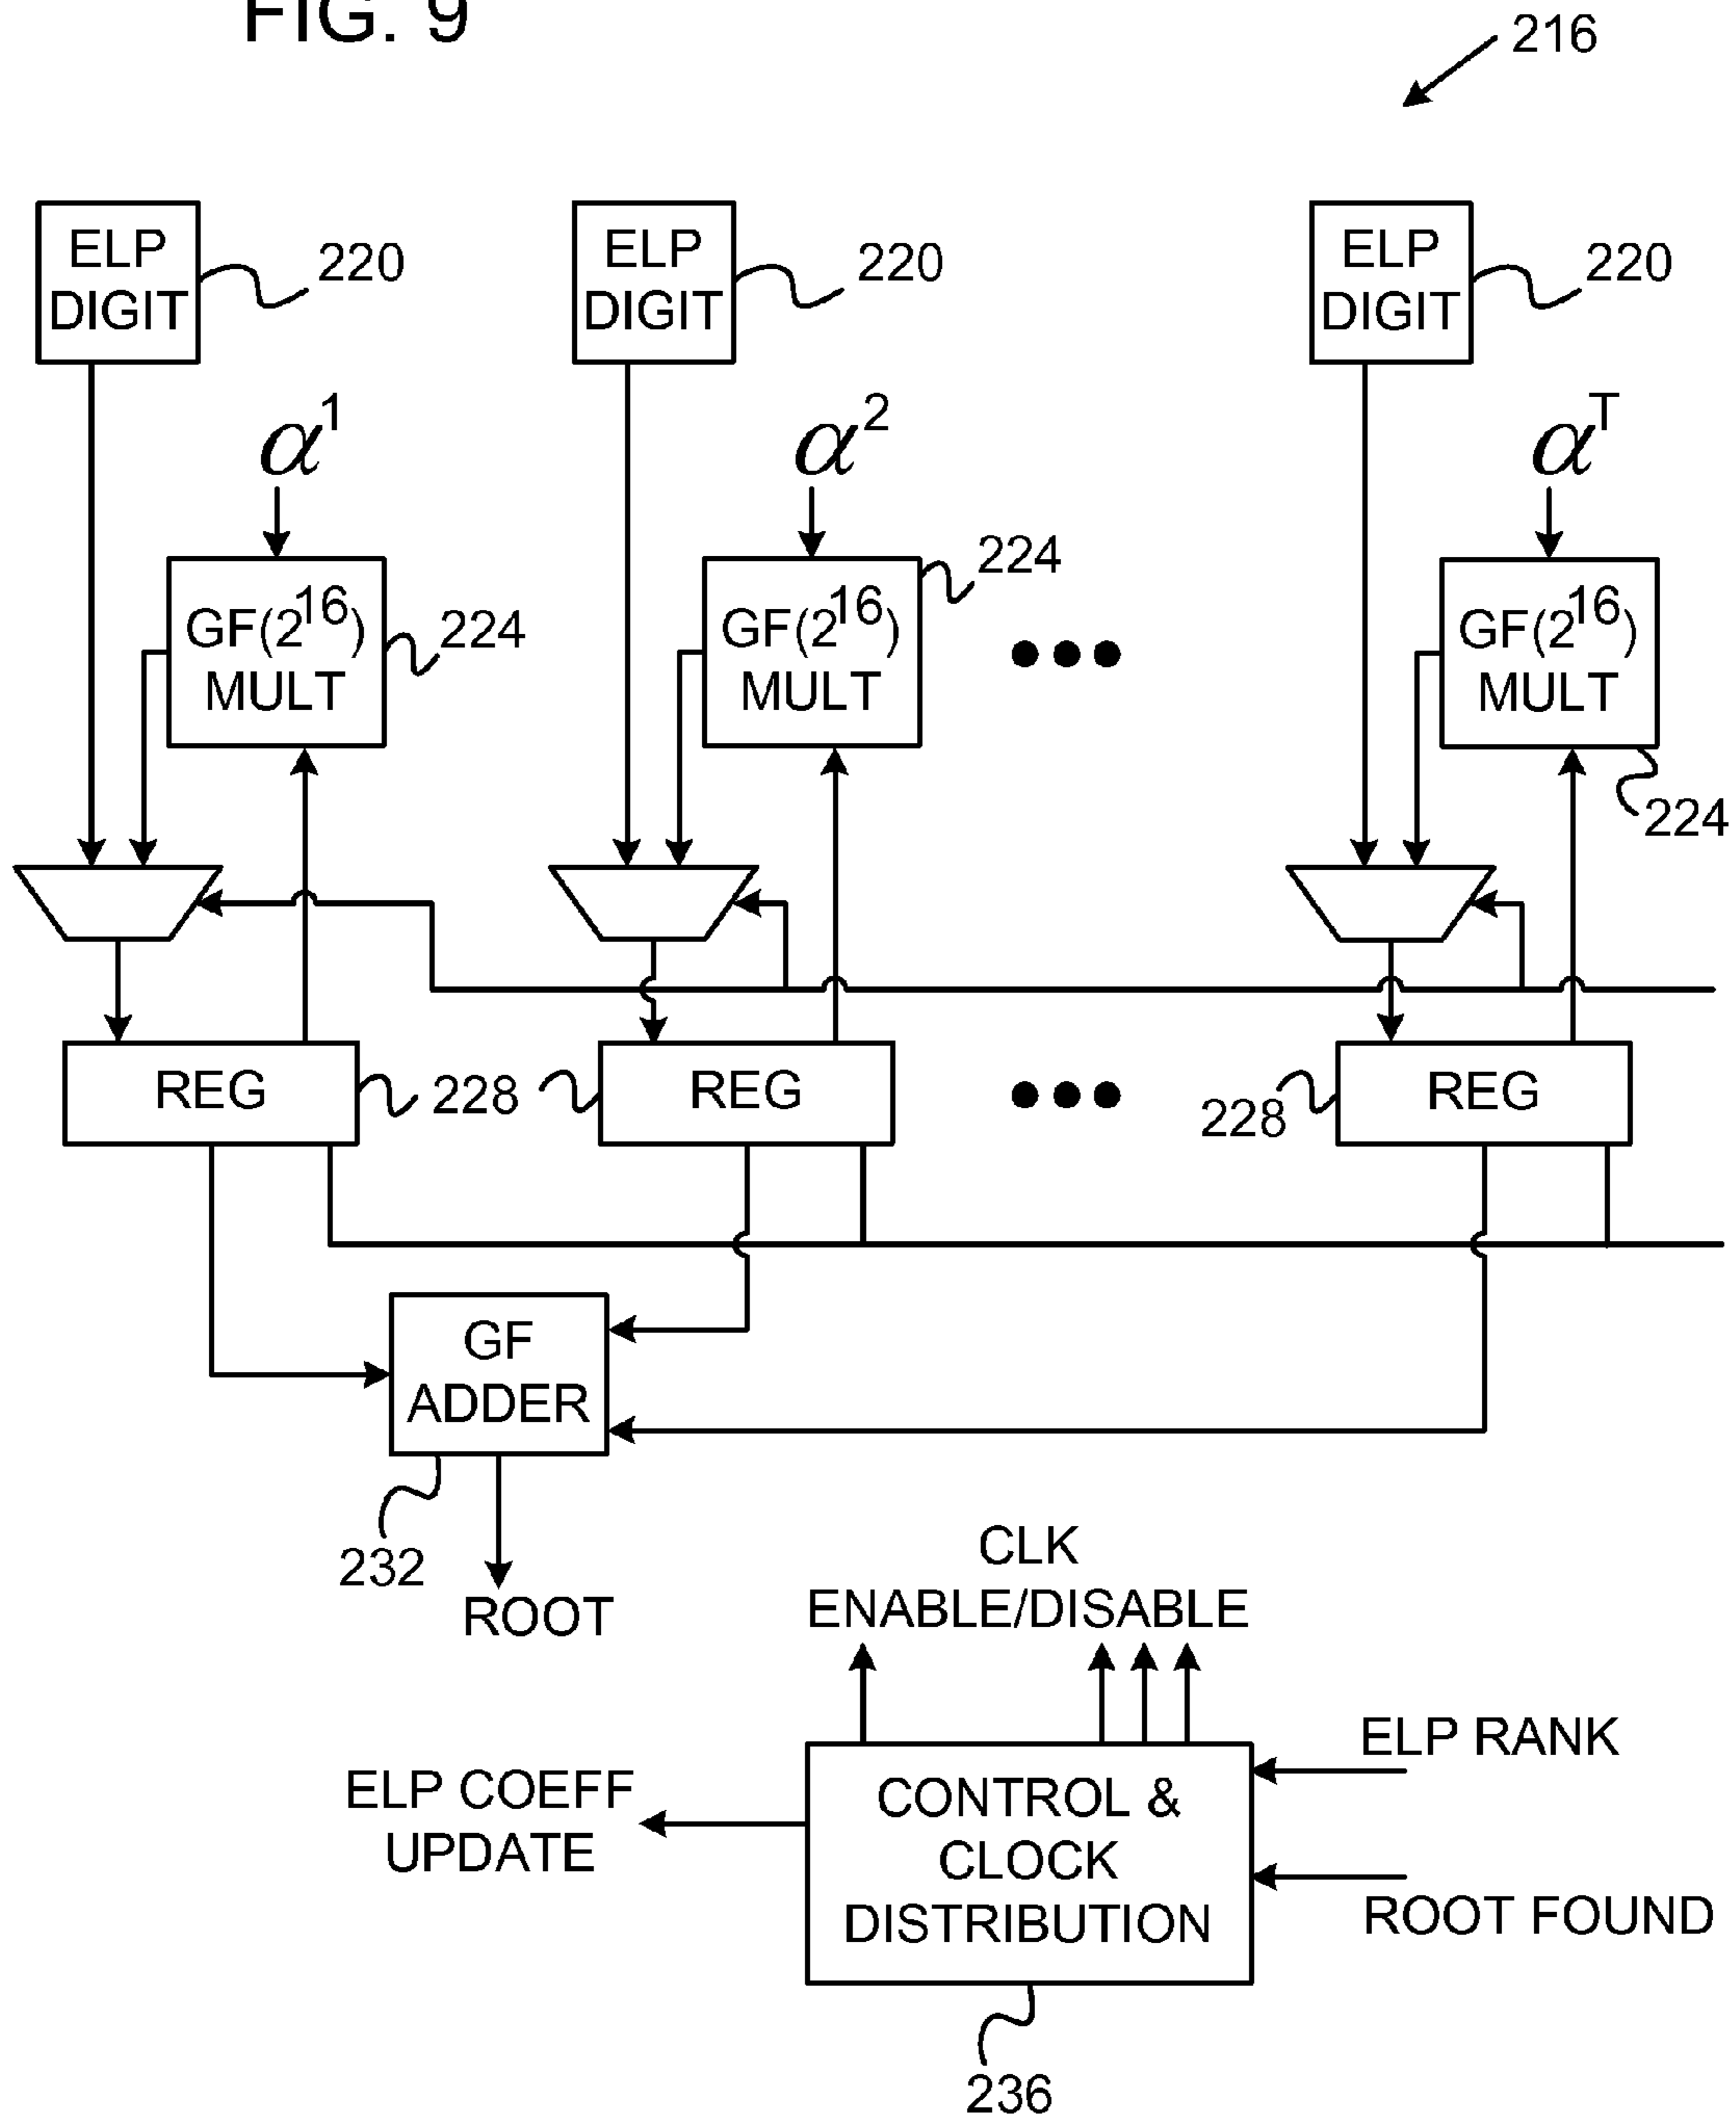 FIG. 9
216
ELP
DIGIT
220
ELP
DIGIT
220
ELP
DIGIT
220
α¹
α²
αᵀ
GF(2¹⁶)
MULT
224
GF(2¹⁶)
MULT
224
GF(2¹⁶)
MULT
224
REG
228
REG
228
REG
GF
ADDER
232
ROOT
CLK
ENABLE/DISABLE
ELP COEFF
UPDATE
CONTROL &
CLOCK
DISTRIBUTION
ELP RANK
ROOT FOUND
236